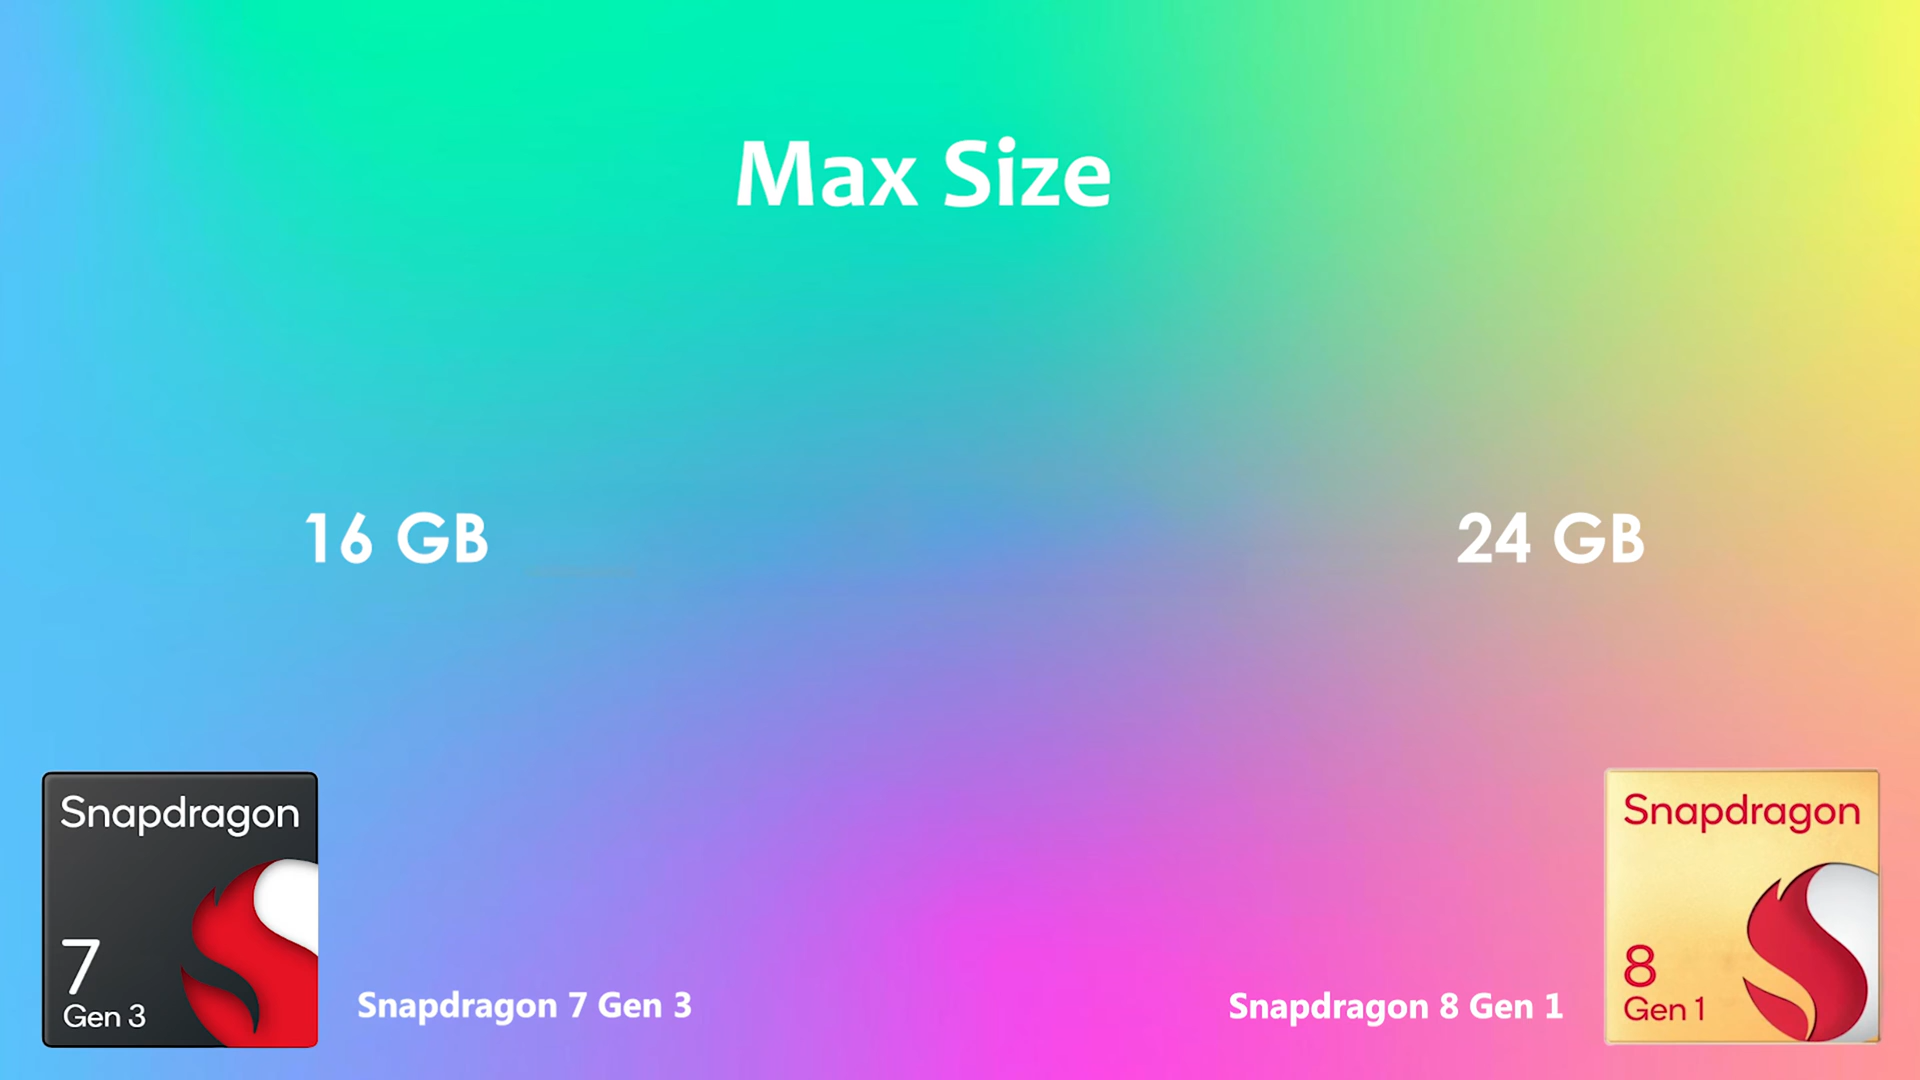 Max Size
16 GB
24 GB
Snapdragon
7
Gen 3
Snapdragon 7 Gen 3
Snapdragon 8 Gen 1
Snapdragon
8
Gen 1